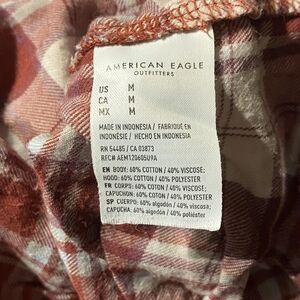 AMERICAN EAGLE
OUTFITTERS
US M
CA M
MX M
MADE IN INDONESIA / FABRIQUÉ EN
INDONÉSIE / HECHO EN INDONESIA
RN 54485 / CA 03873
RFC# AEM120605U9A
EN BODY: 60% COTTON / 40% VISCOSE;
HOOD: 60% COTTON / 40% POLYESTER
FR CORPS: 60% COTON / 40% VISCOSE;
CAPUCHON: 60% COTON / 40% POLYESTER
SP CUERPO: 60% algodón / 40% viscosa;
CAPUCHA: 60% algodón / 40% poliéster